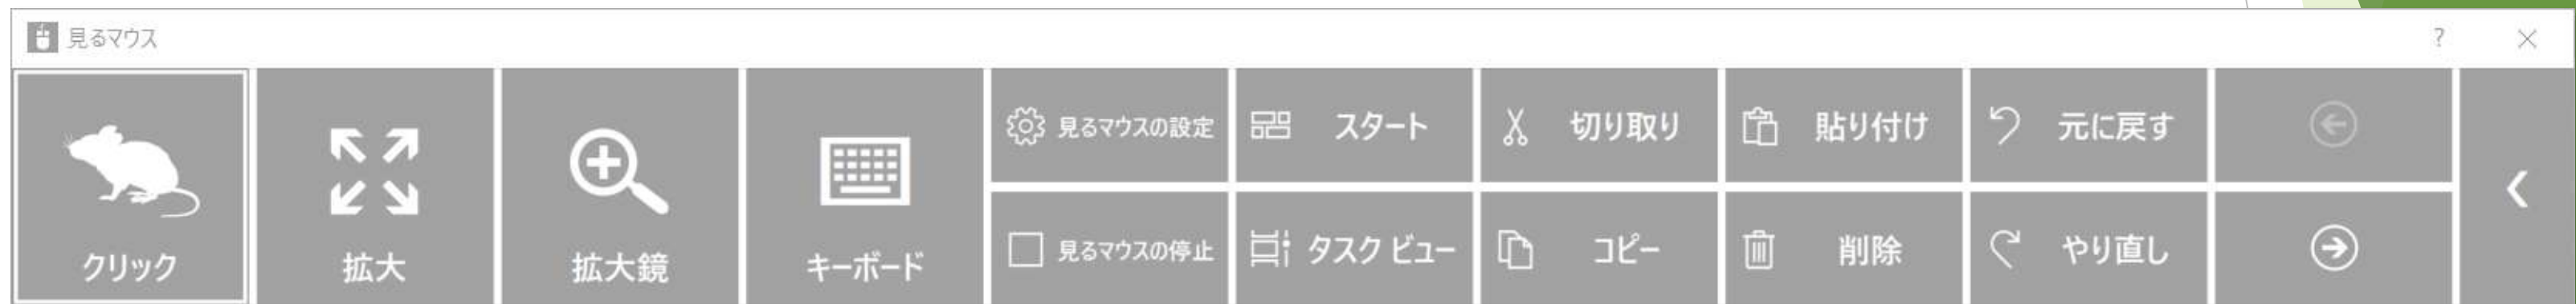 見るマウス
?
クリック
拡大
拡大鏡
キーボード
見るマウスの設定
スタート
切り取り
貼り付け
元に戻す
見るマウスの停止
タスク ビュー
コピー
削除
やり直し